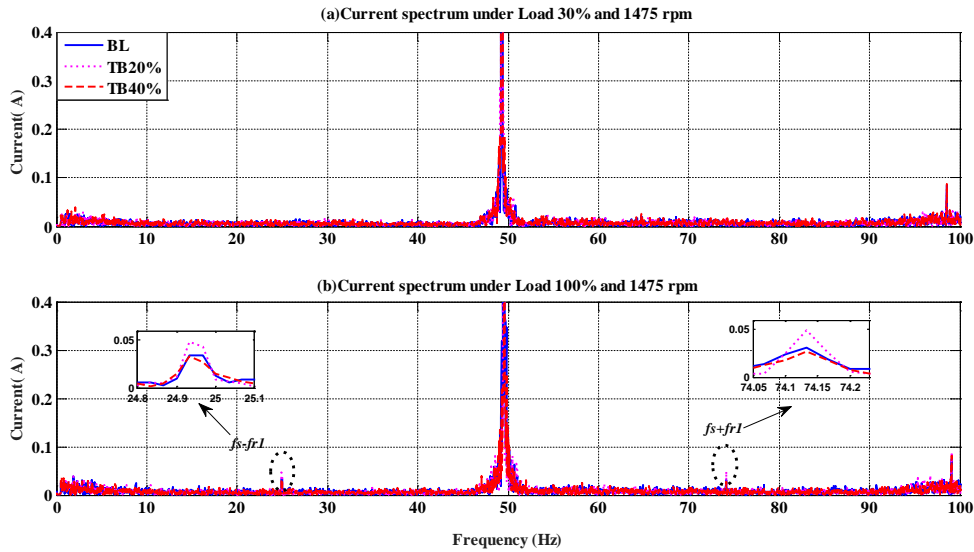 (a)Current spectrum under Load 30% and 1475 rpm
Current( A)
0.4
0.3
0.2
0.1
0
BL
TB20%
TB40%
0 10 20 30 40 50 60 70 80 90 100
(b)Current spectrum under Load 100% and 1475 rpm
Current( A)
0.4
0.3
0.2
0.1
0
0.05
0
24.8 24.9 25 25.1
fs-fr1
0.05
0
74.05 74.1 74.15 74.2
fs+fr1
0 10 20 30 40 50 60 70 80 90 100
Frequency (Hz)